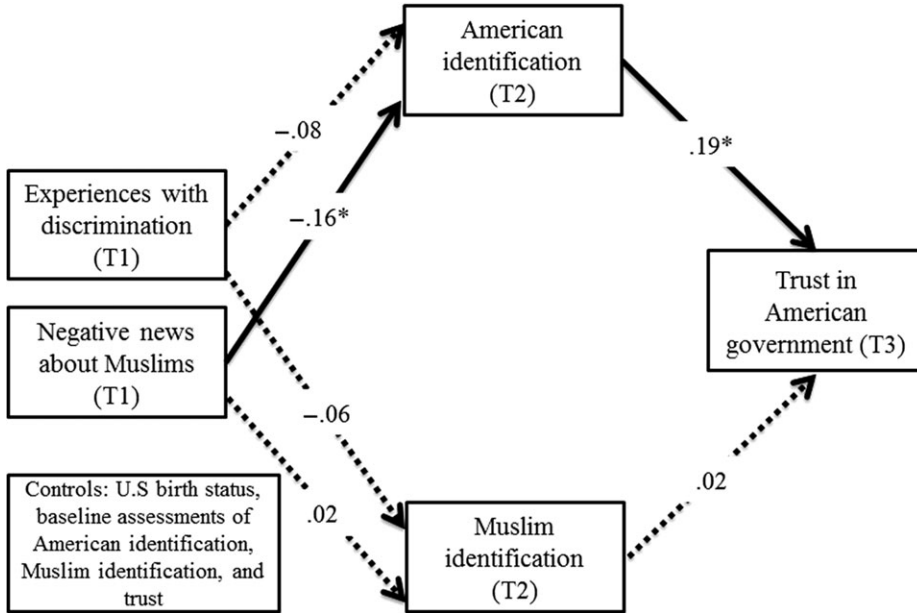 American
identification
(T2)
−.08
.19*
Experiences with
discrimination
(T1)
−.16*
Trust in
American
government (T3)
Negative news
about Muslims
(T1)
−.06
Controls: U.S birth status,
baseline assessments of
American identification,
Muslim identification, and
trust
.02
Muslim
identification
(T2)
.02